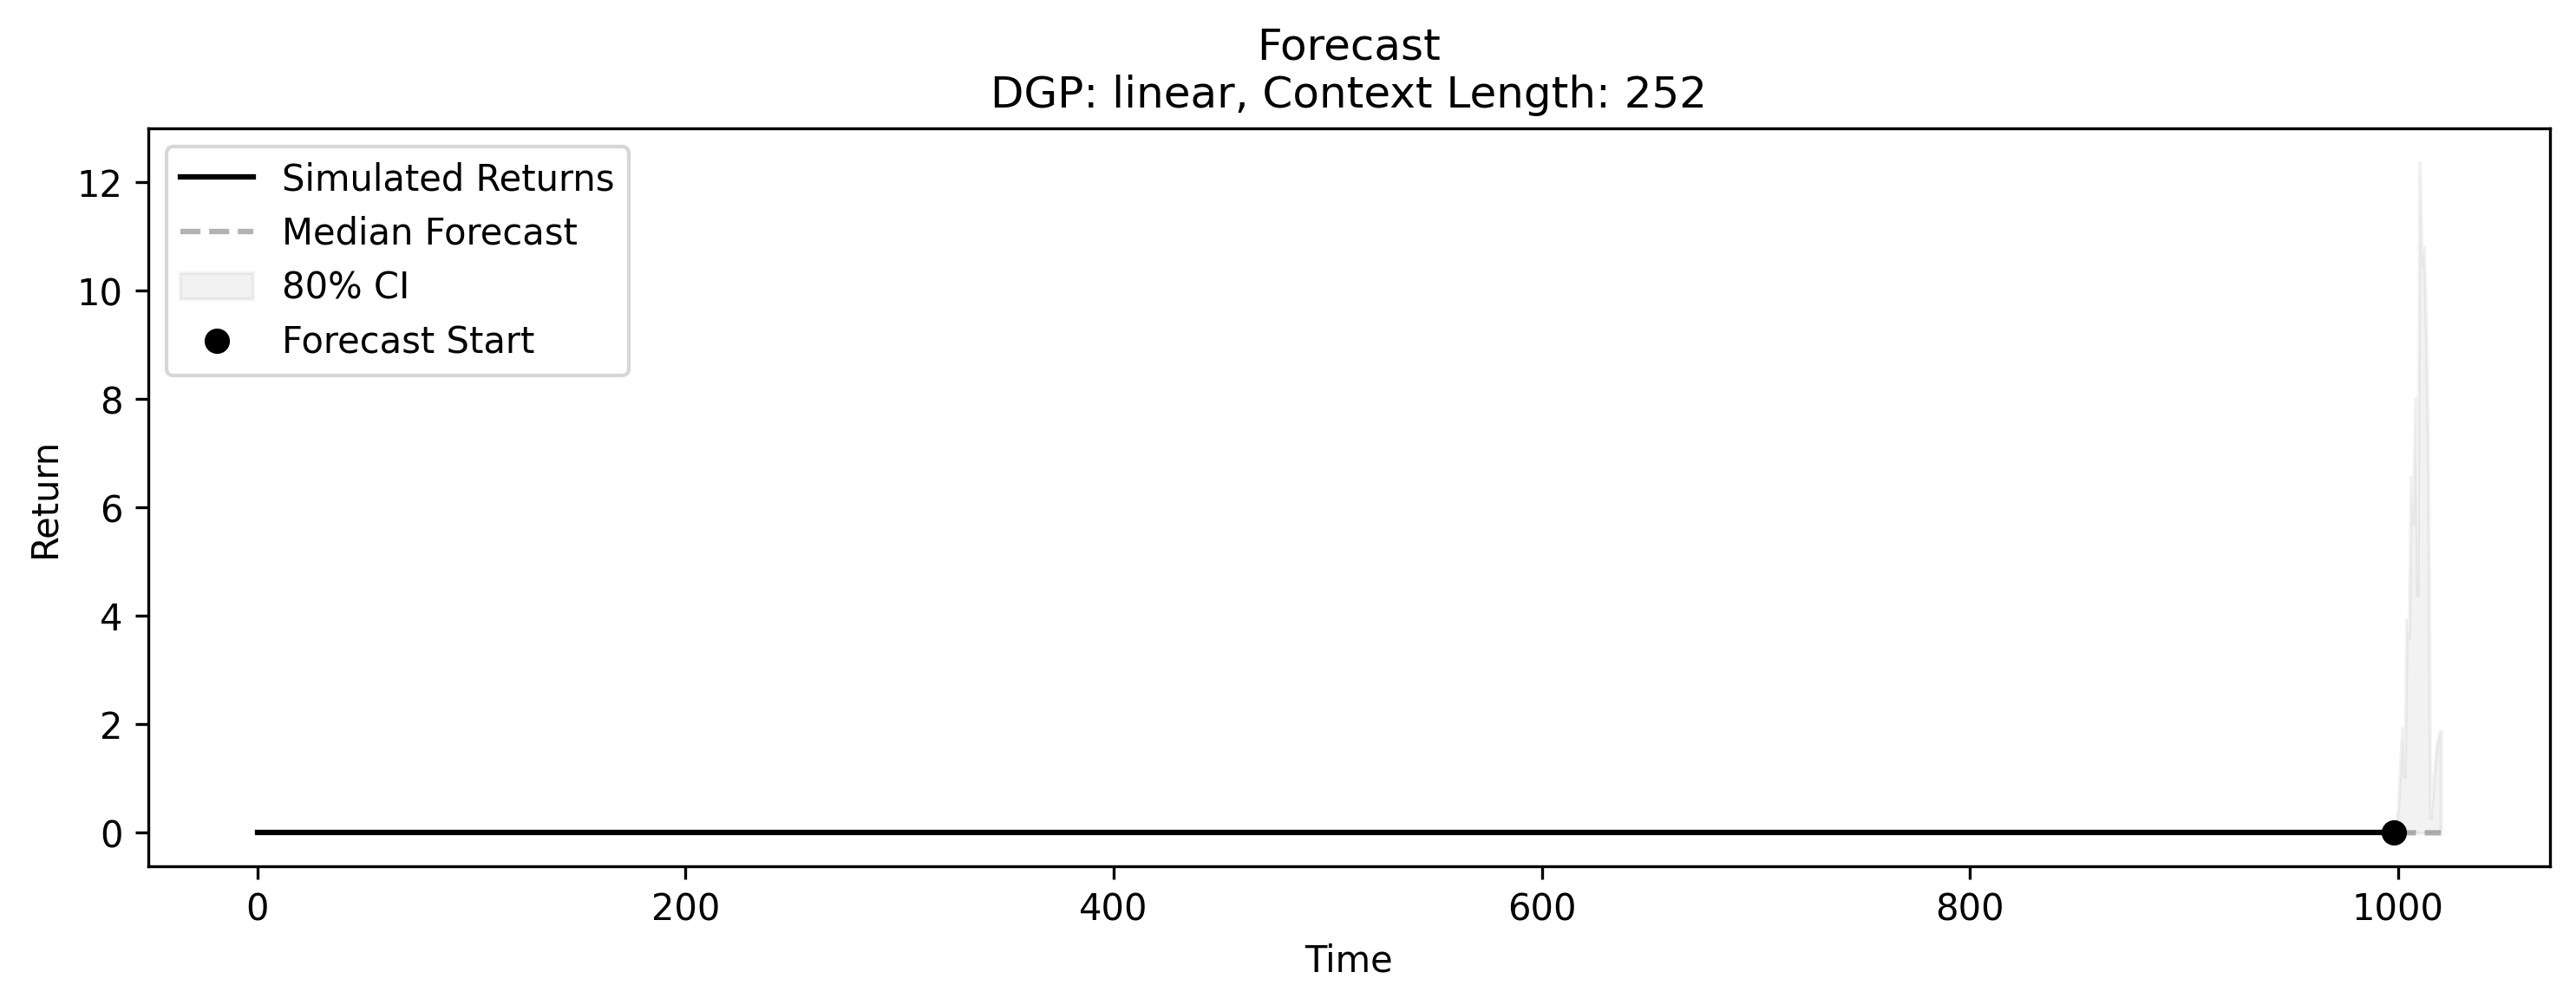 Forecast
DGP: linear, Context Length: 252
Simulated Returns
Median Forecast
80% CI
Forecast Start
12
10
8
6
4
2
0
Return
0 200 400 600 800 1000
Time